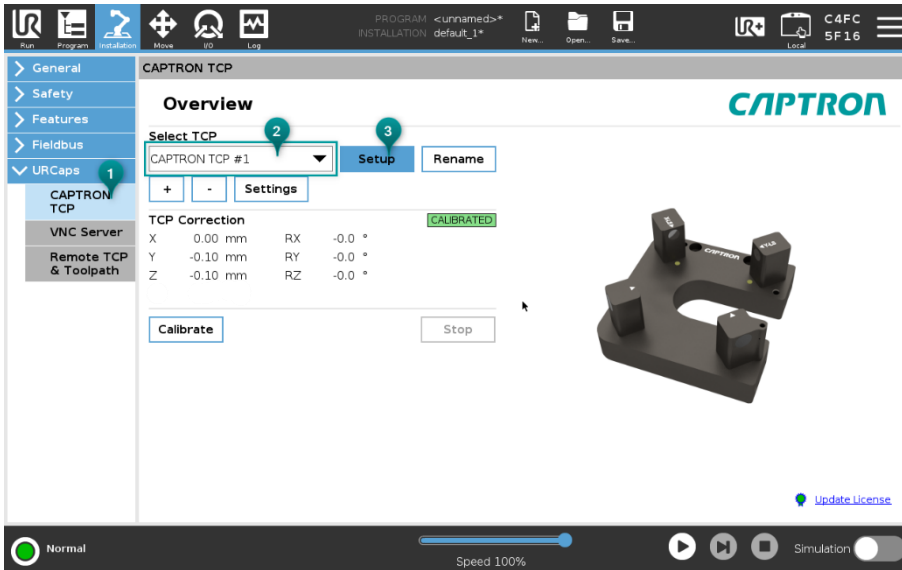 Run
Program
Installation
Move
I/O
Log
PROGRAM <unnamed>*
INSTALLATION default_1*
New...
Open...
Save...
UR+
Local
C4FC
5F16
General
Safety
Features
Fieldbus
URCaps
1
CAPTRON
TCP
VNC Server
Remote TCP
& Toolpath
CAPTRON TCP
Overview
CAPTRON
Select TCP
2
3
CAPTRON TCP #1
Setup
Rename
+
-
Settings
TCP Correction
CALIBRATED
X 0.00 mm RX -0.0 °
Y -0.10 mm RY -0.0 °
Z -0.10 mm RZ -0.0 °
Calibrate
Stop
CAPTRON
Update License
Normal
Speed 100%
Simulation